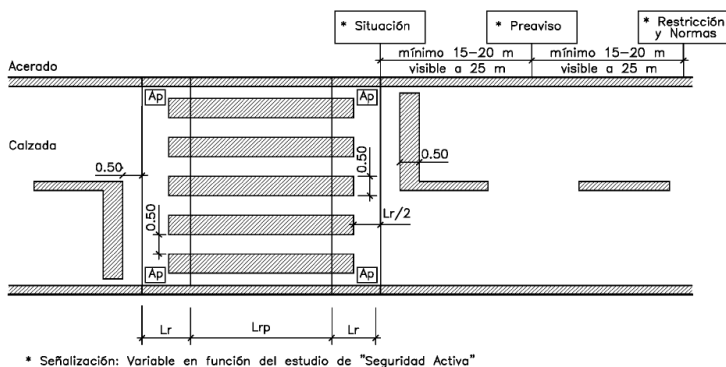 * Situación
* Preaviso
* Restricción
y Normas
mínimo 15-20 m
mínimo 15-20 m
visible a 25 m
visible a 25 m
Acerado
Ap
Ap
Calzada
0.50
0.50
0.50
0.50
Lr/2
Ap
Ap
Lr
Lrp
Lr
* Señalización: Variable en función del estudio de "Seguridad Activa"